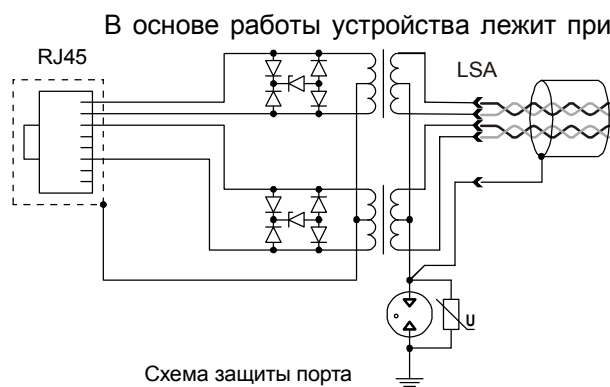 В основе работы устройства лежит при
RJ45
LSA
U
Схема защиты порта